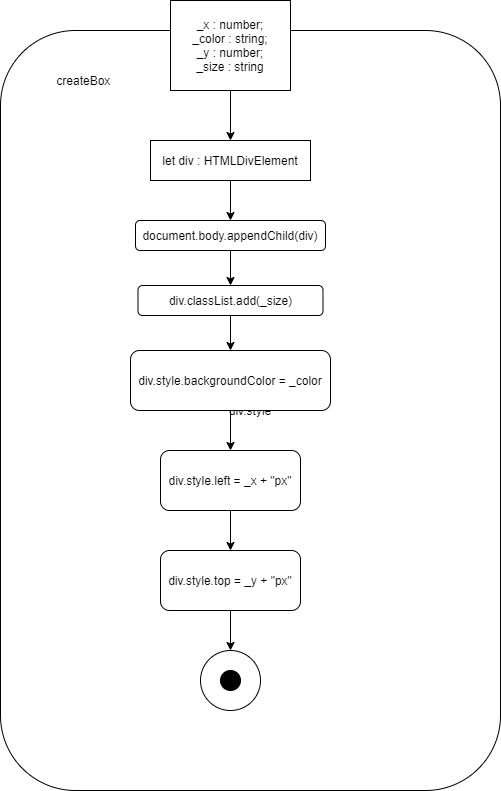 _x : number;
_color : string;
_y : number;
_size : string
createBox
let div : HTMLDivElement
document.body.appendChild(div)
div.classList.add(_size)
div.style.backgroundColor = _color
div.style
div.style.left = _x + "px"
div.style.top = _y + "px"